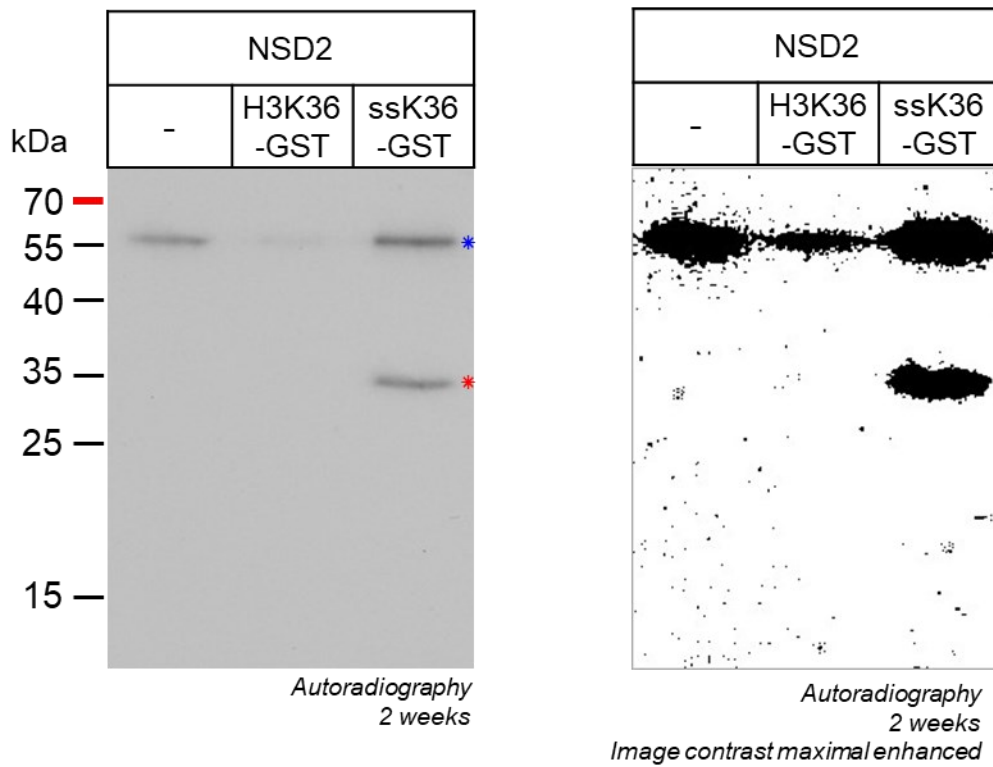 NSD2
-
H3K36
-GST
ssK36
-GST
kDa
70
55
40
35
25
15
*
*
Autoradiography
2 weeks
NSD2
-
H3K36
-GST
ssK36
-GST
Autoradiography
2 weeks
Image contrast maximal enhanced